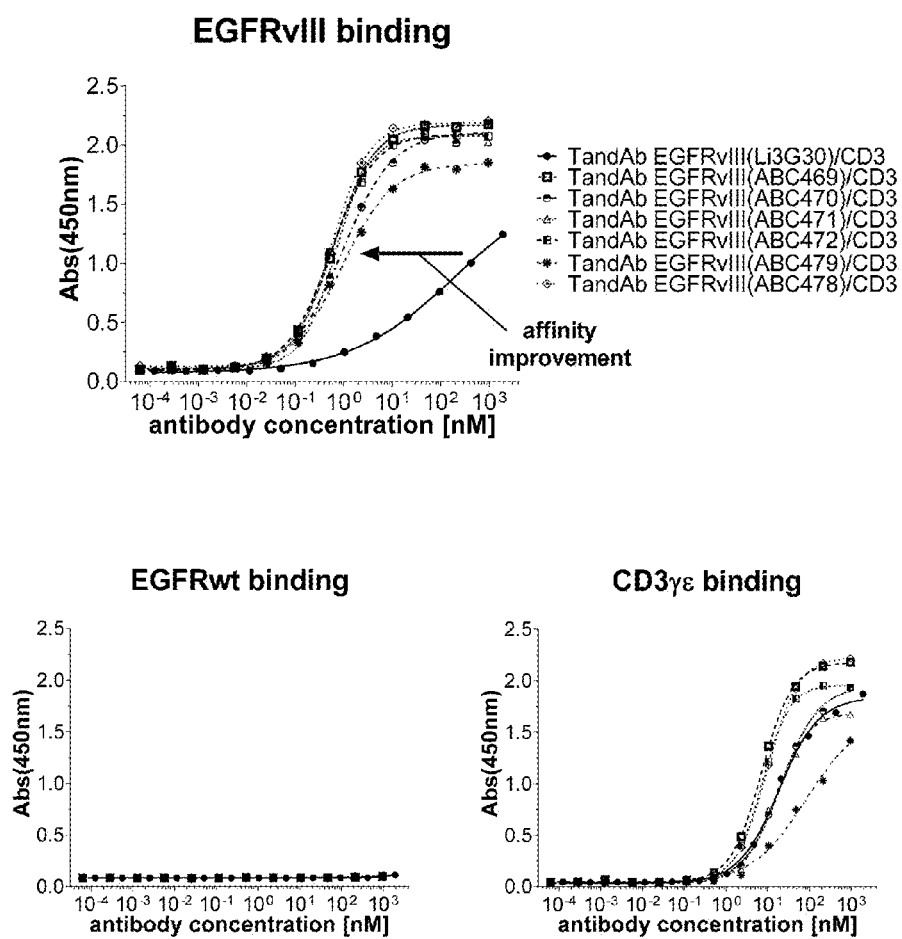 EGFRvIII binding
2.5
2.0
1.5
1.0
0.5
0.0
Abs(450nm)
10-4 10-3 10-2 10-1 100 101 102 103
antibody concentration [nM]
affinity
improvement
TandAb EGFRvIII(Li3G30)/CD3
TandAb EGFRvIII(ABC469)/CD3
TandAb EGFRvIII(ABC470)/CD3
TandAb EGFRvIII(ABC471)/CD3
TandAb EGFRvIII(ABC472)/CD3
TandAb EGFRvIII(ABC479)/CD3
TandAb EGFRvIII(ABC478)/CD3
EGFRwt binding
2.5
2.0
1.5
1.0
0.5
0.0
Abs(450nm)
10-4 10-3 10-2 10-1 100 101 102 103
antibody concentration [nM]
CD3γε binding
2.5
2.0
1.5
1.0
0.5
0.0
Abs(450nm)
10-4 10-3 10-2 10-1 100 101 102 103
antibody concentration [nM]